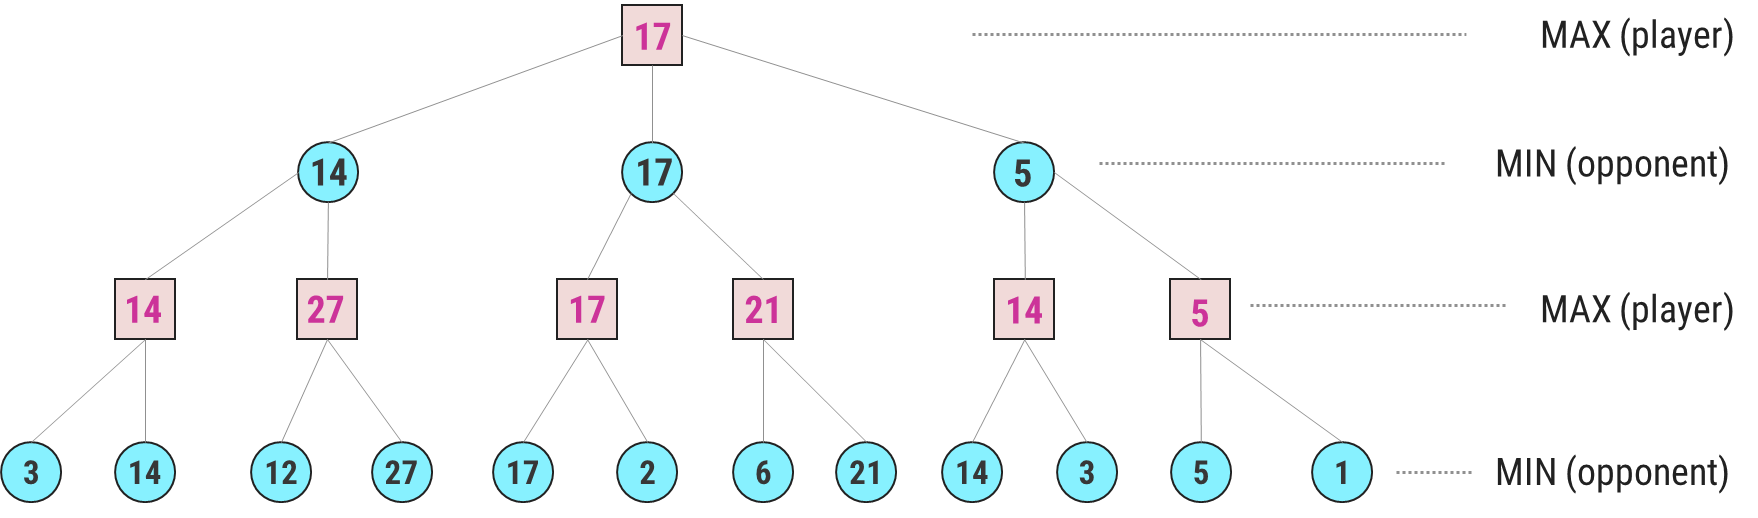 17 MAX (player)
14 17 5 MIN (opponent)
14 27 17 21 14 5 MAX (player)
3 14 12 27 17 2 6 21 14 3 5 1 MIN (opponent)